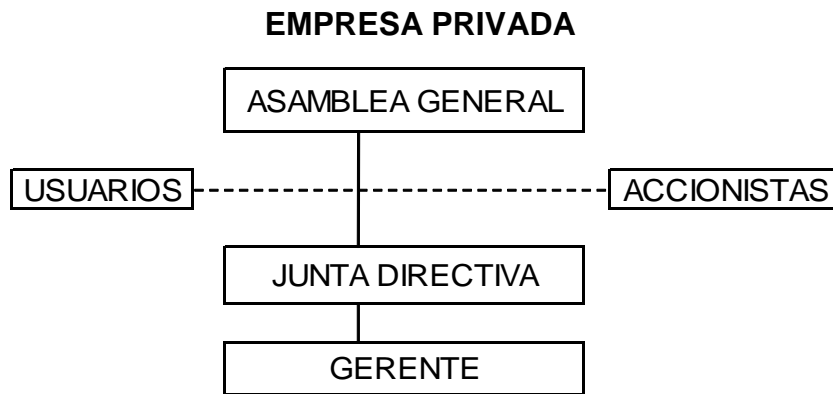 EMPRESA PRIVADA
ASAMBLEA GENERAL
USUARIOS
ACCIONISTAS
JUNTA DIRECTIVA
GERENTE